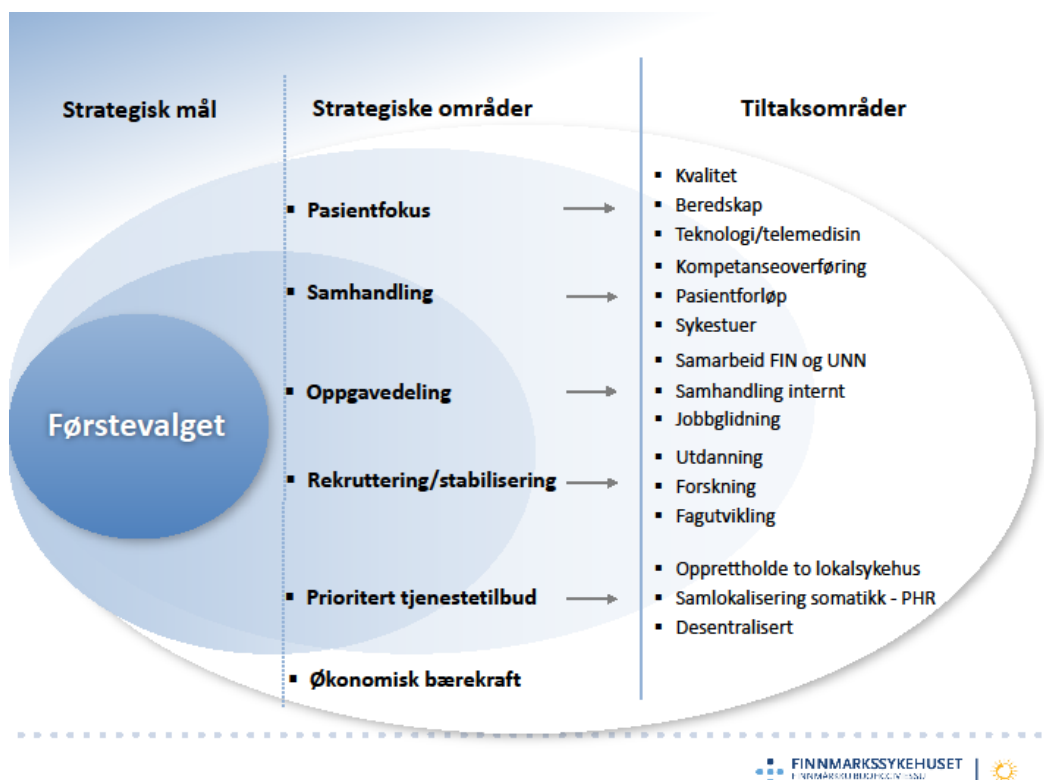 Strategisk mål
Strategiske områder
Tiltaksområder
Førstevalget
▪ Pasientfokus
▪ Kvalitet
▪ Beredskap
▪ Teknologi/telemedisin
▪ Samhandling
▪ Kompetanseoverføring
▪ Pasientforløp
▪ Sykestuer
▪ Oppgavedeling
▪ Samarbeid FIN og UNN
▪ Samhandling internt
▪ Jobbglidning
▪ Rekruttering/stabilisering
▪ Utdanning
▪ Forskning
▪ Fagutvikling
▪ Prioritert tjenestetilbud
▪ Opprettholde to lokalsykehus
▪ Samlokalisering somatikk - PHR
▪ Desentralisert
▪ Økonomisk bærekraft
FINNMARKSSYKEHUSET